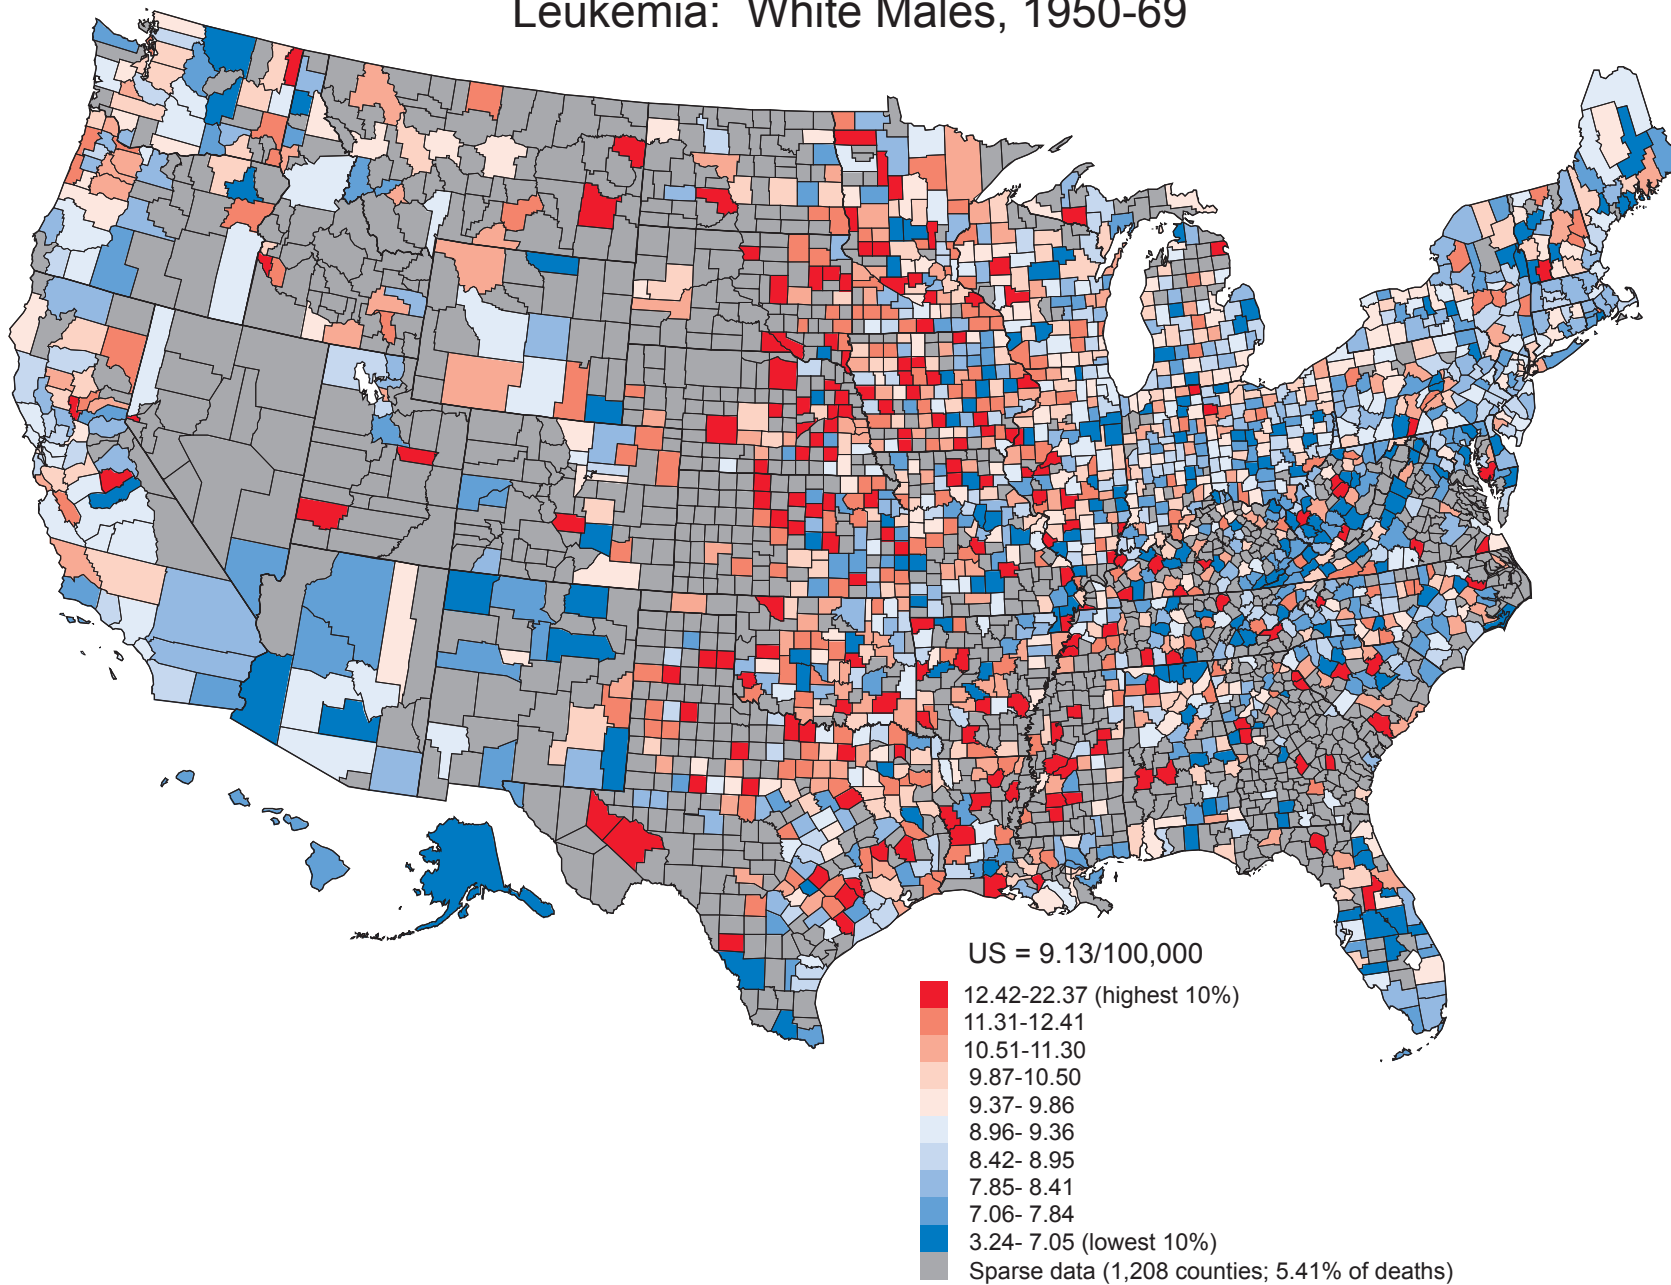 Leukemia: White Males, 1950-69
US = 9.13/100,000
12.42-22.37 (highest 10%)
11.31-12.41
10.51-11.30
9.87-10.50
9.37- 9.86
8.96- 9.36
8.42- 8.95
7.85- 8.41
7.06- 7.84
3.24- 7.05 (lowest 10%)
Sparse data (1,208 counties; 5.41% of deaths)